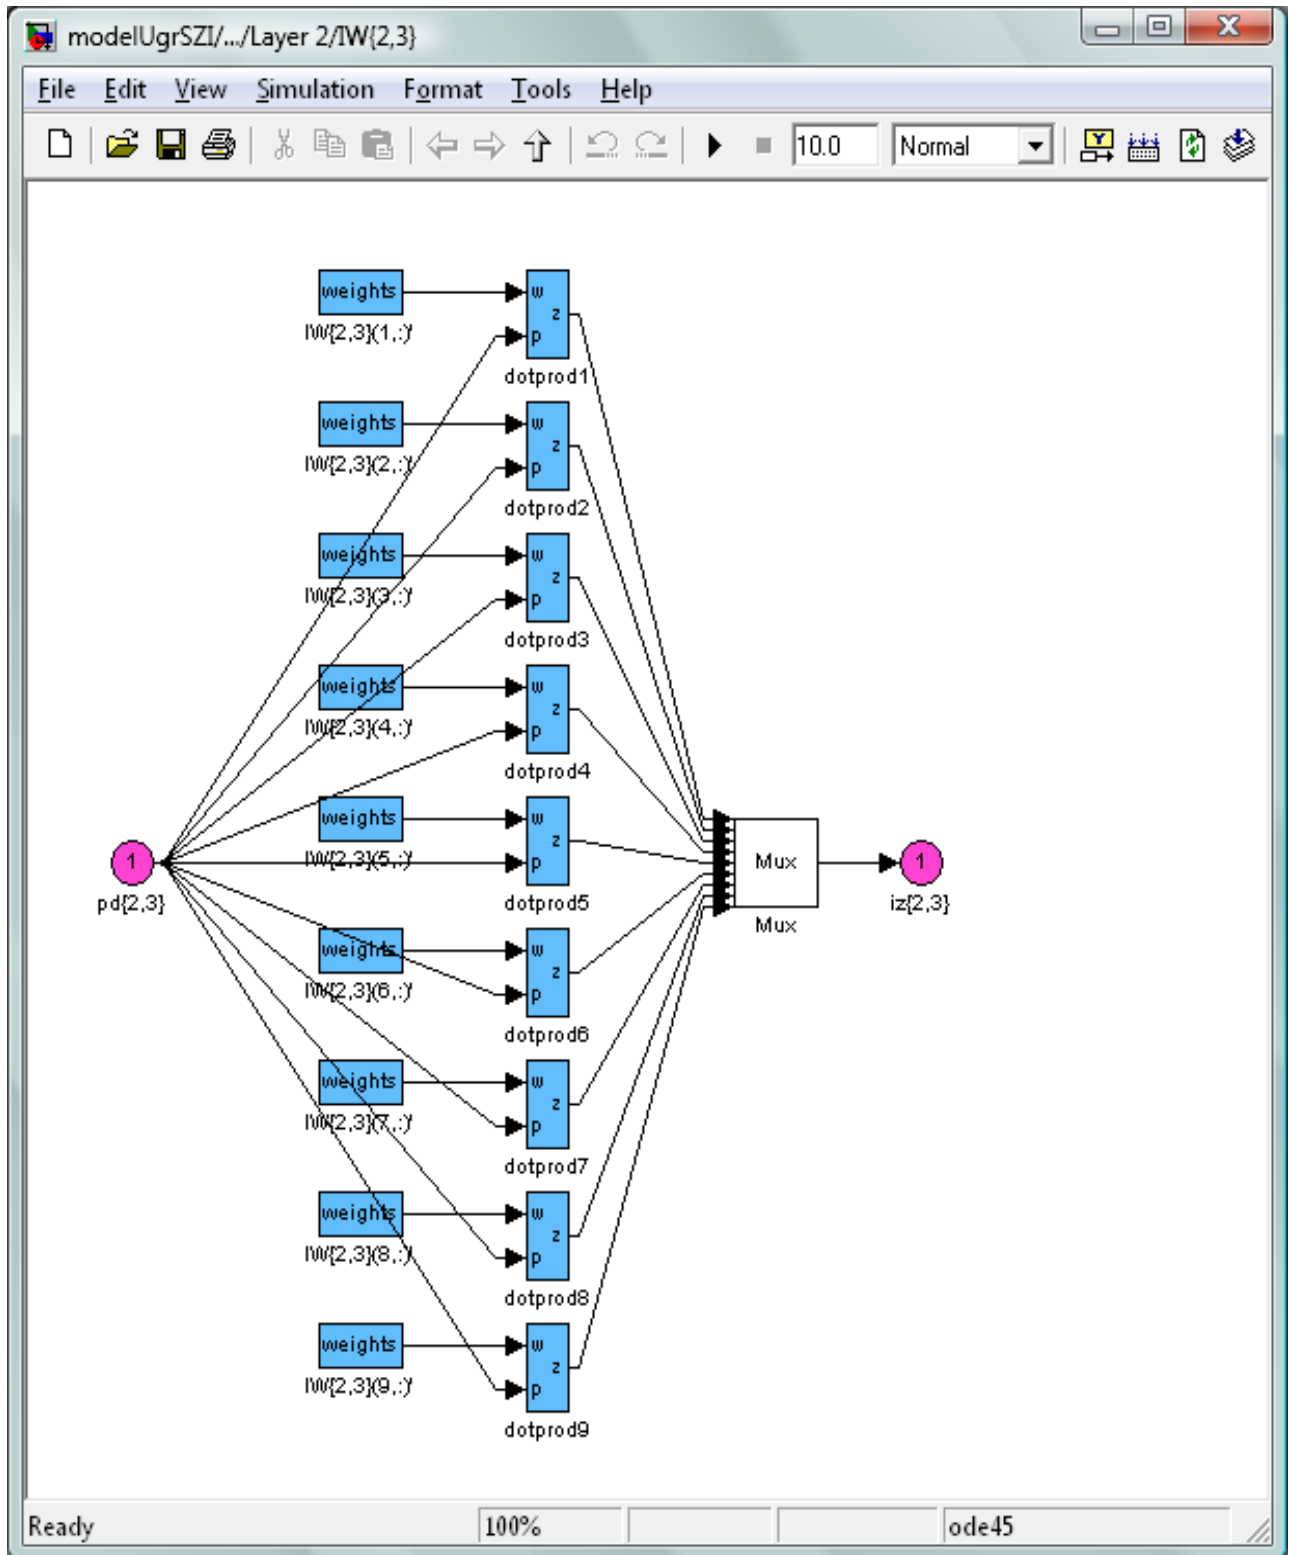 modelUgrSZI/.../Layer 2/IW{2,3}
File Edit View Simulation Format Tools Help
10.0 Normal
weights
IW{2,3}(1,:)'
w
z
p
dotprod1
weights
IW{2,3}(2,:)'
w
z
p
dotprod2
weights
IW{2,3}(3,:)'
w
z
p
dotprod3
weights
IW{2,3}(4,:)'
w
z
p
dotprod4
weights
IW{2,3}(5,:)'
w
z
p
dotprod5
1
pd{2,3}
Mux
Mux
1
iz{2,3}
weights
IW{2,3}(6,:)'
w
z
p
dotprod6
weights
IW{2,3}(7,:)'
w
z
p
dotprod7
weights
IW{2,3}(8,:)'
w
z
p
dotprod8
weights
IW{2,3}(9,:)'
w
z
p
dotprod9
Ready 100% ode45